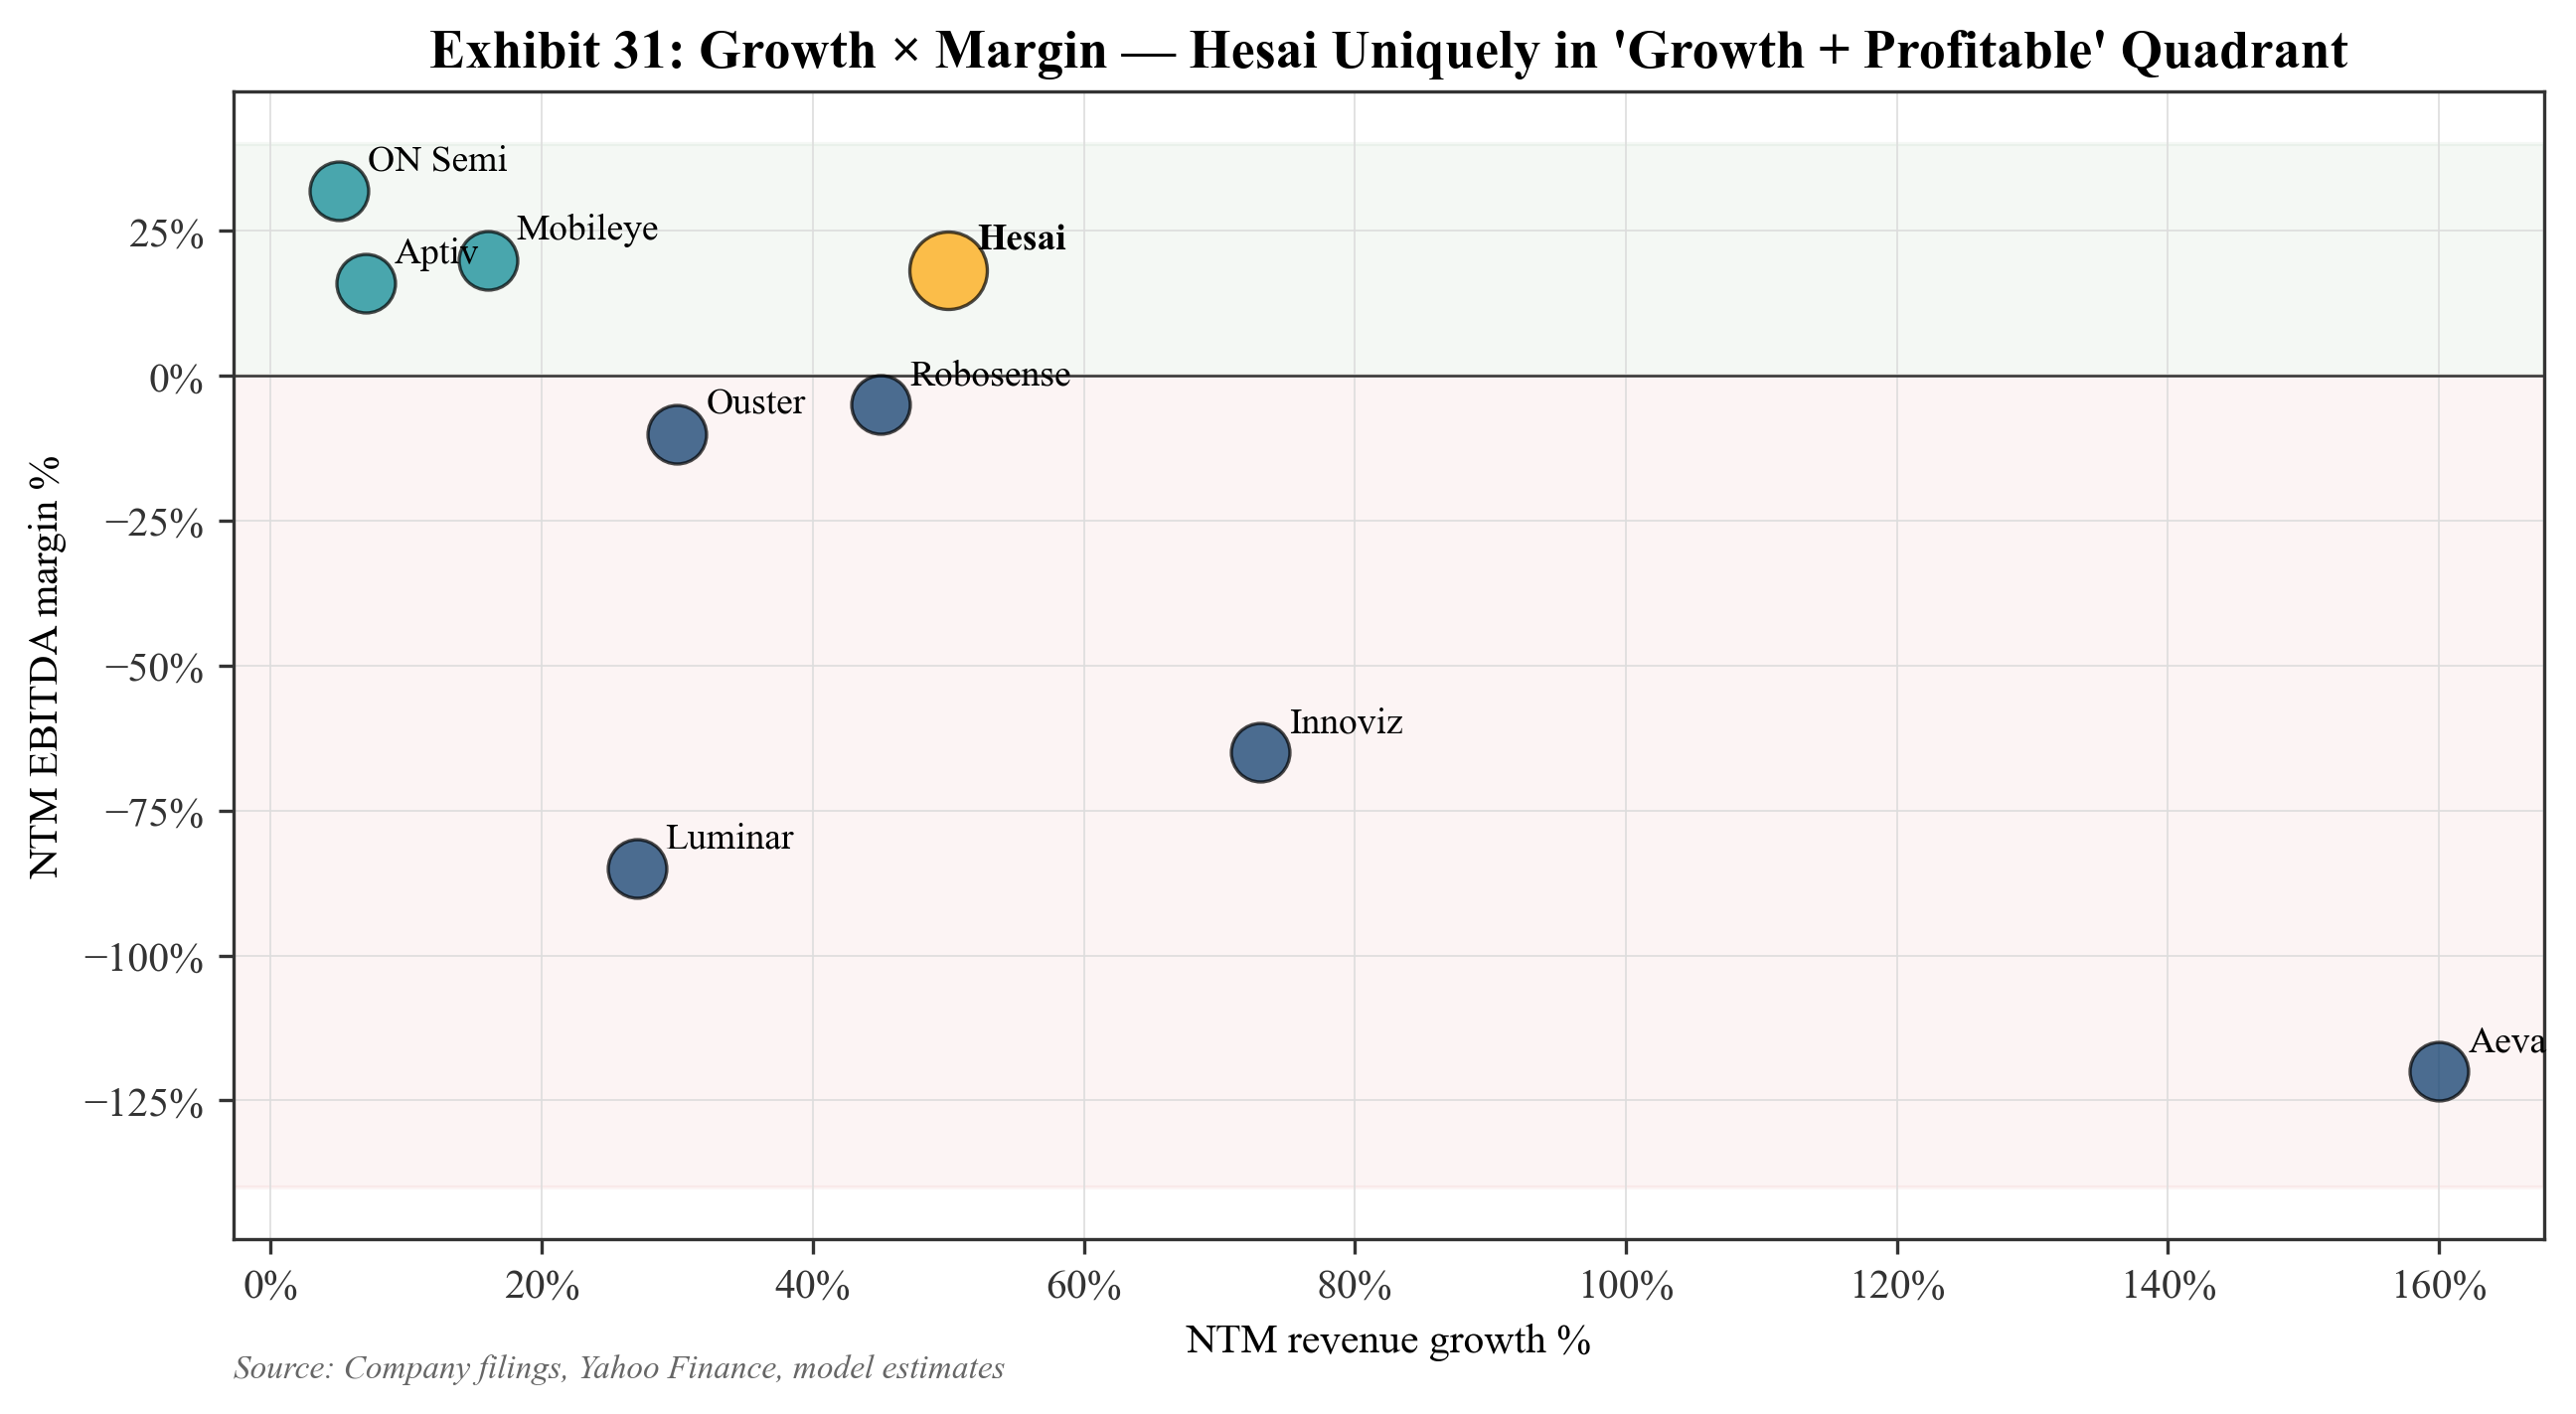 Exhibit 31: Growth × Margin — Hesai Uniquely in 'Growth + Profitable' Quadrant
ON Semi
Mobileye
Aptiv
Hesai
Robosense
Ouster
Innoviz
Luminar
Aeva
25%
0%
−25%
−50%
−75%
−100%
−125%
NTM EBITDA margin %
0% 20% 40% 60% 80% 100% 120% 140% 160%
NTM revenue growth %
Source: Company filings, Yahoo Finance, model estimates